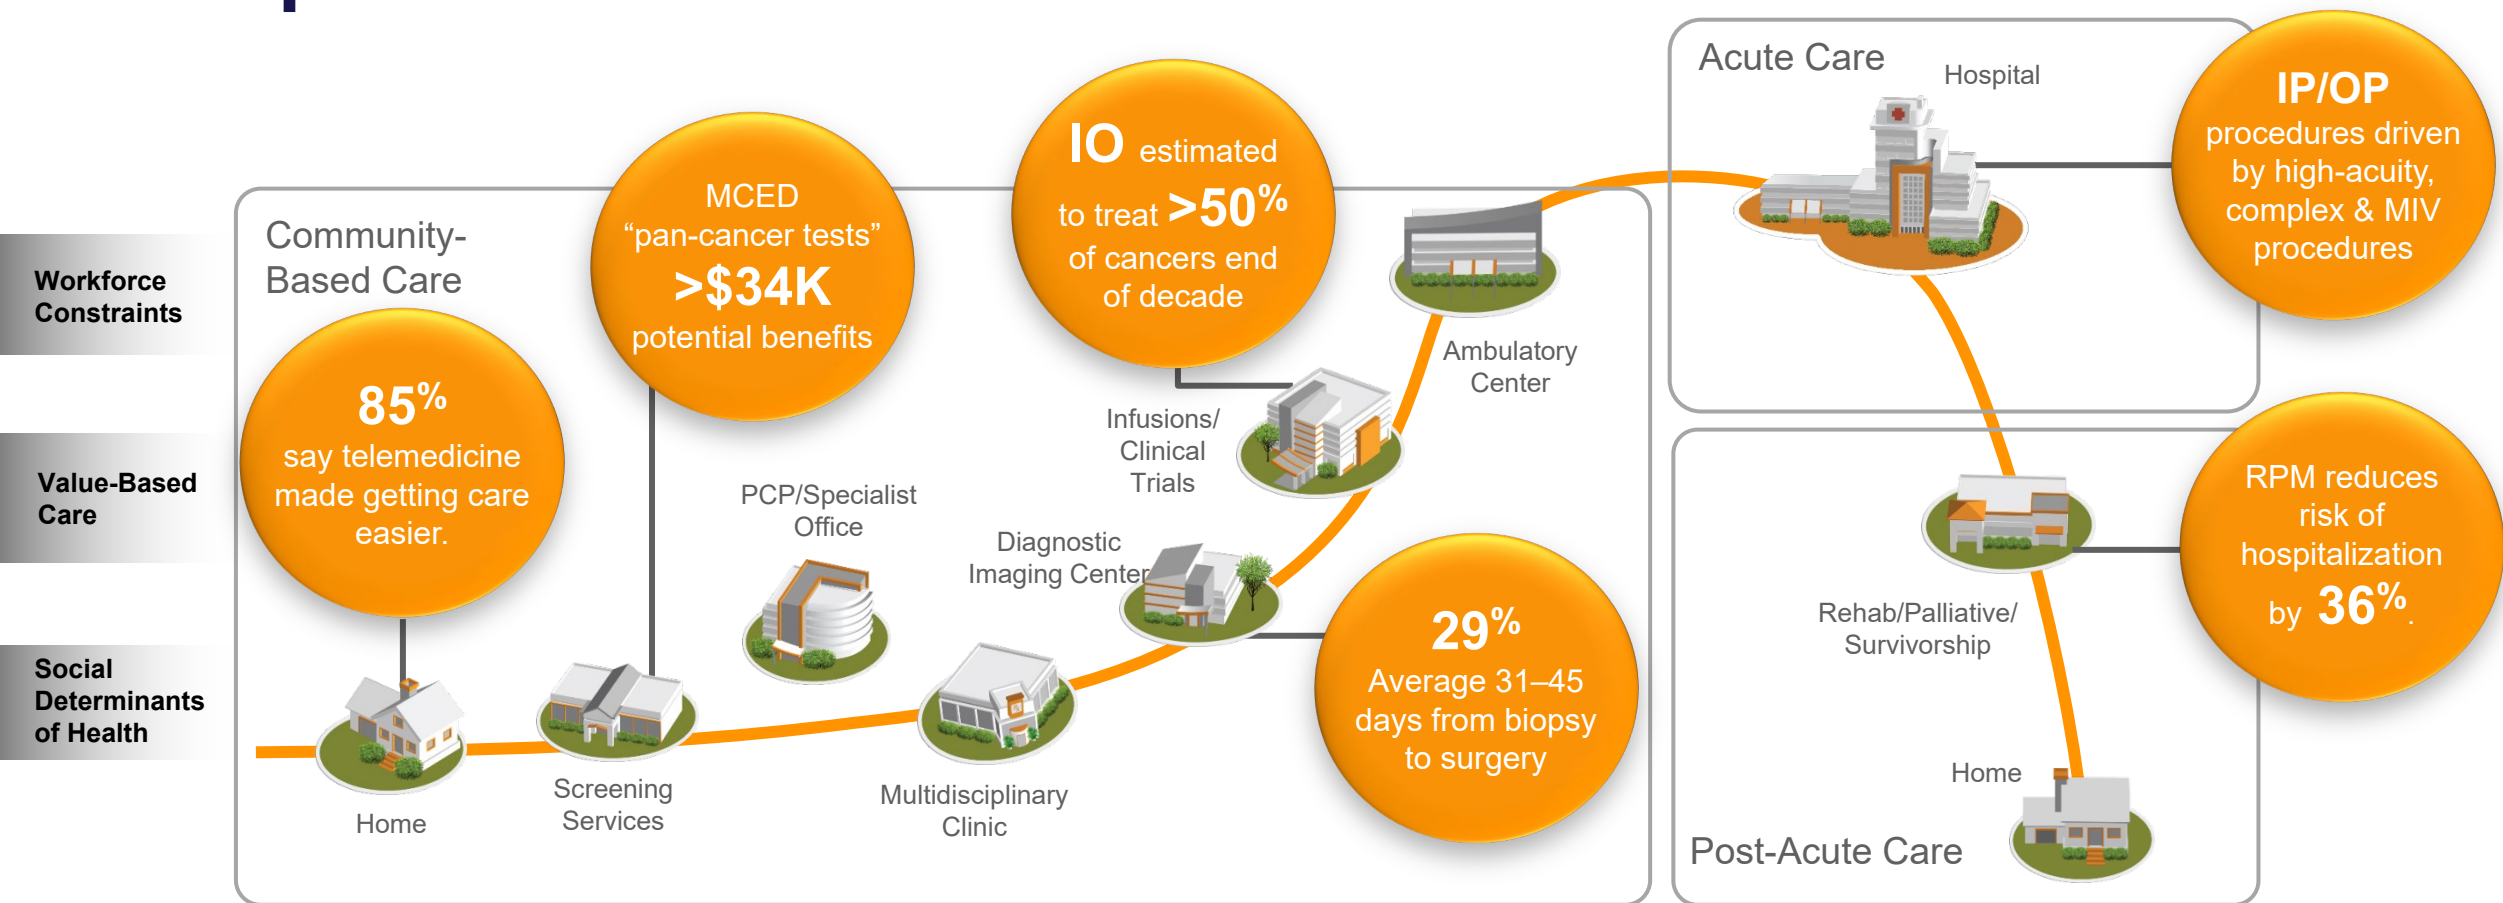 Workforce
Constraints
Value-Based
Care
Social
Determinants
of Health
Community-
Based Care
85%
say telemedicine
made getting care
easier.
Home
MCED
“pan-cancer tests”
>$34K
potential benefits
Screening
Services
PCP/Specialist
Office
Multidisciplinary
Clinic
Diagnostic
Imaging Center
29%
Average 31–45
days from biopsy
to surgery
IO estimated
to treat >50%
of cancers end
of decade
Infusions/
Clinical
Trials
Ambulatory
Center
Acute Care
Hospital
IP/OP
procedures driven
by high-acuity,
complex & MIV
procedures
RPM reduces
risk of
hospitalization
by 36%.
Rehab/Palliative/
Survivorship
Home
Post-Acute Care